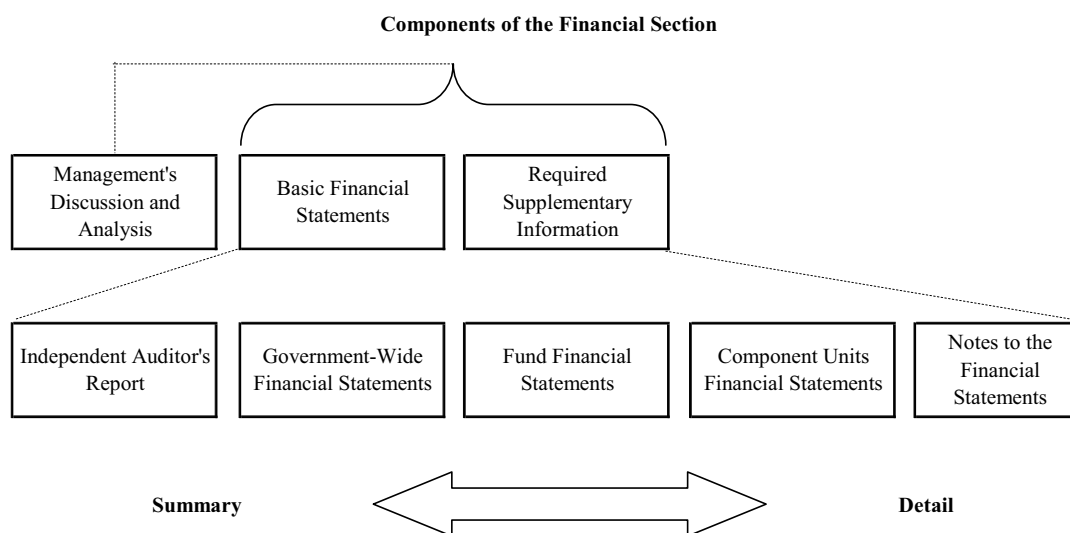 Components of the Financial Section
Management's
Discussion and
Analysis
Basic Financial
Statements
Required
Supplementary
Information
Independent Auditor's
Report
Government-Wide
Financial Statements
Fund Financial
Statements
Component Units
Financial Statements
Notes to the
Financial
Statements
Summary
Detail